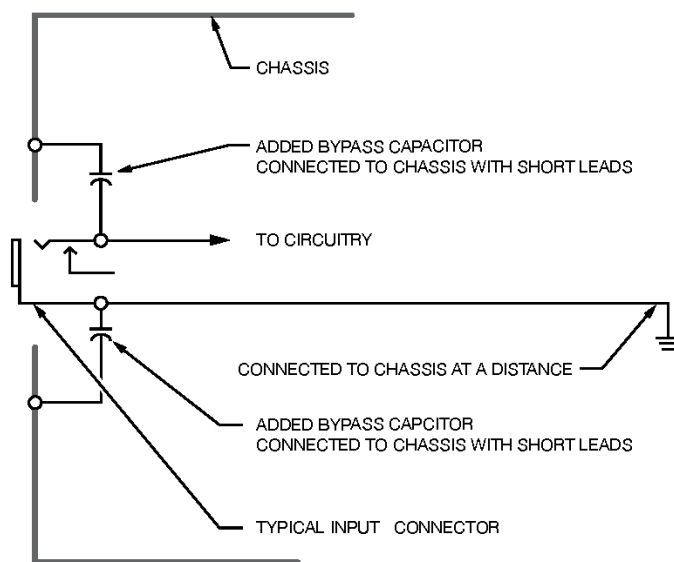 CHASSIS
ADDED BYPASS CAPACITOR
CONNECTED TO CHASSIS WITH SHORT LEADS
TO CIRCUITRY
CONNECTED TO CHASSIS AT A DISTANCE
ADDED BYPASS CAPCITOR
CONNECTED TO CHASSIS WITH SHORT LEADS
TYPICAL INPUT CONNECTOR